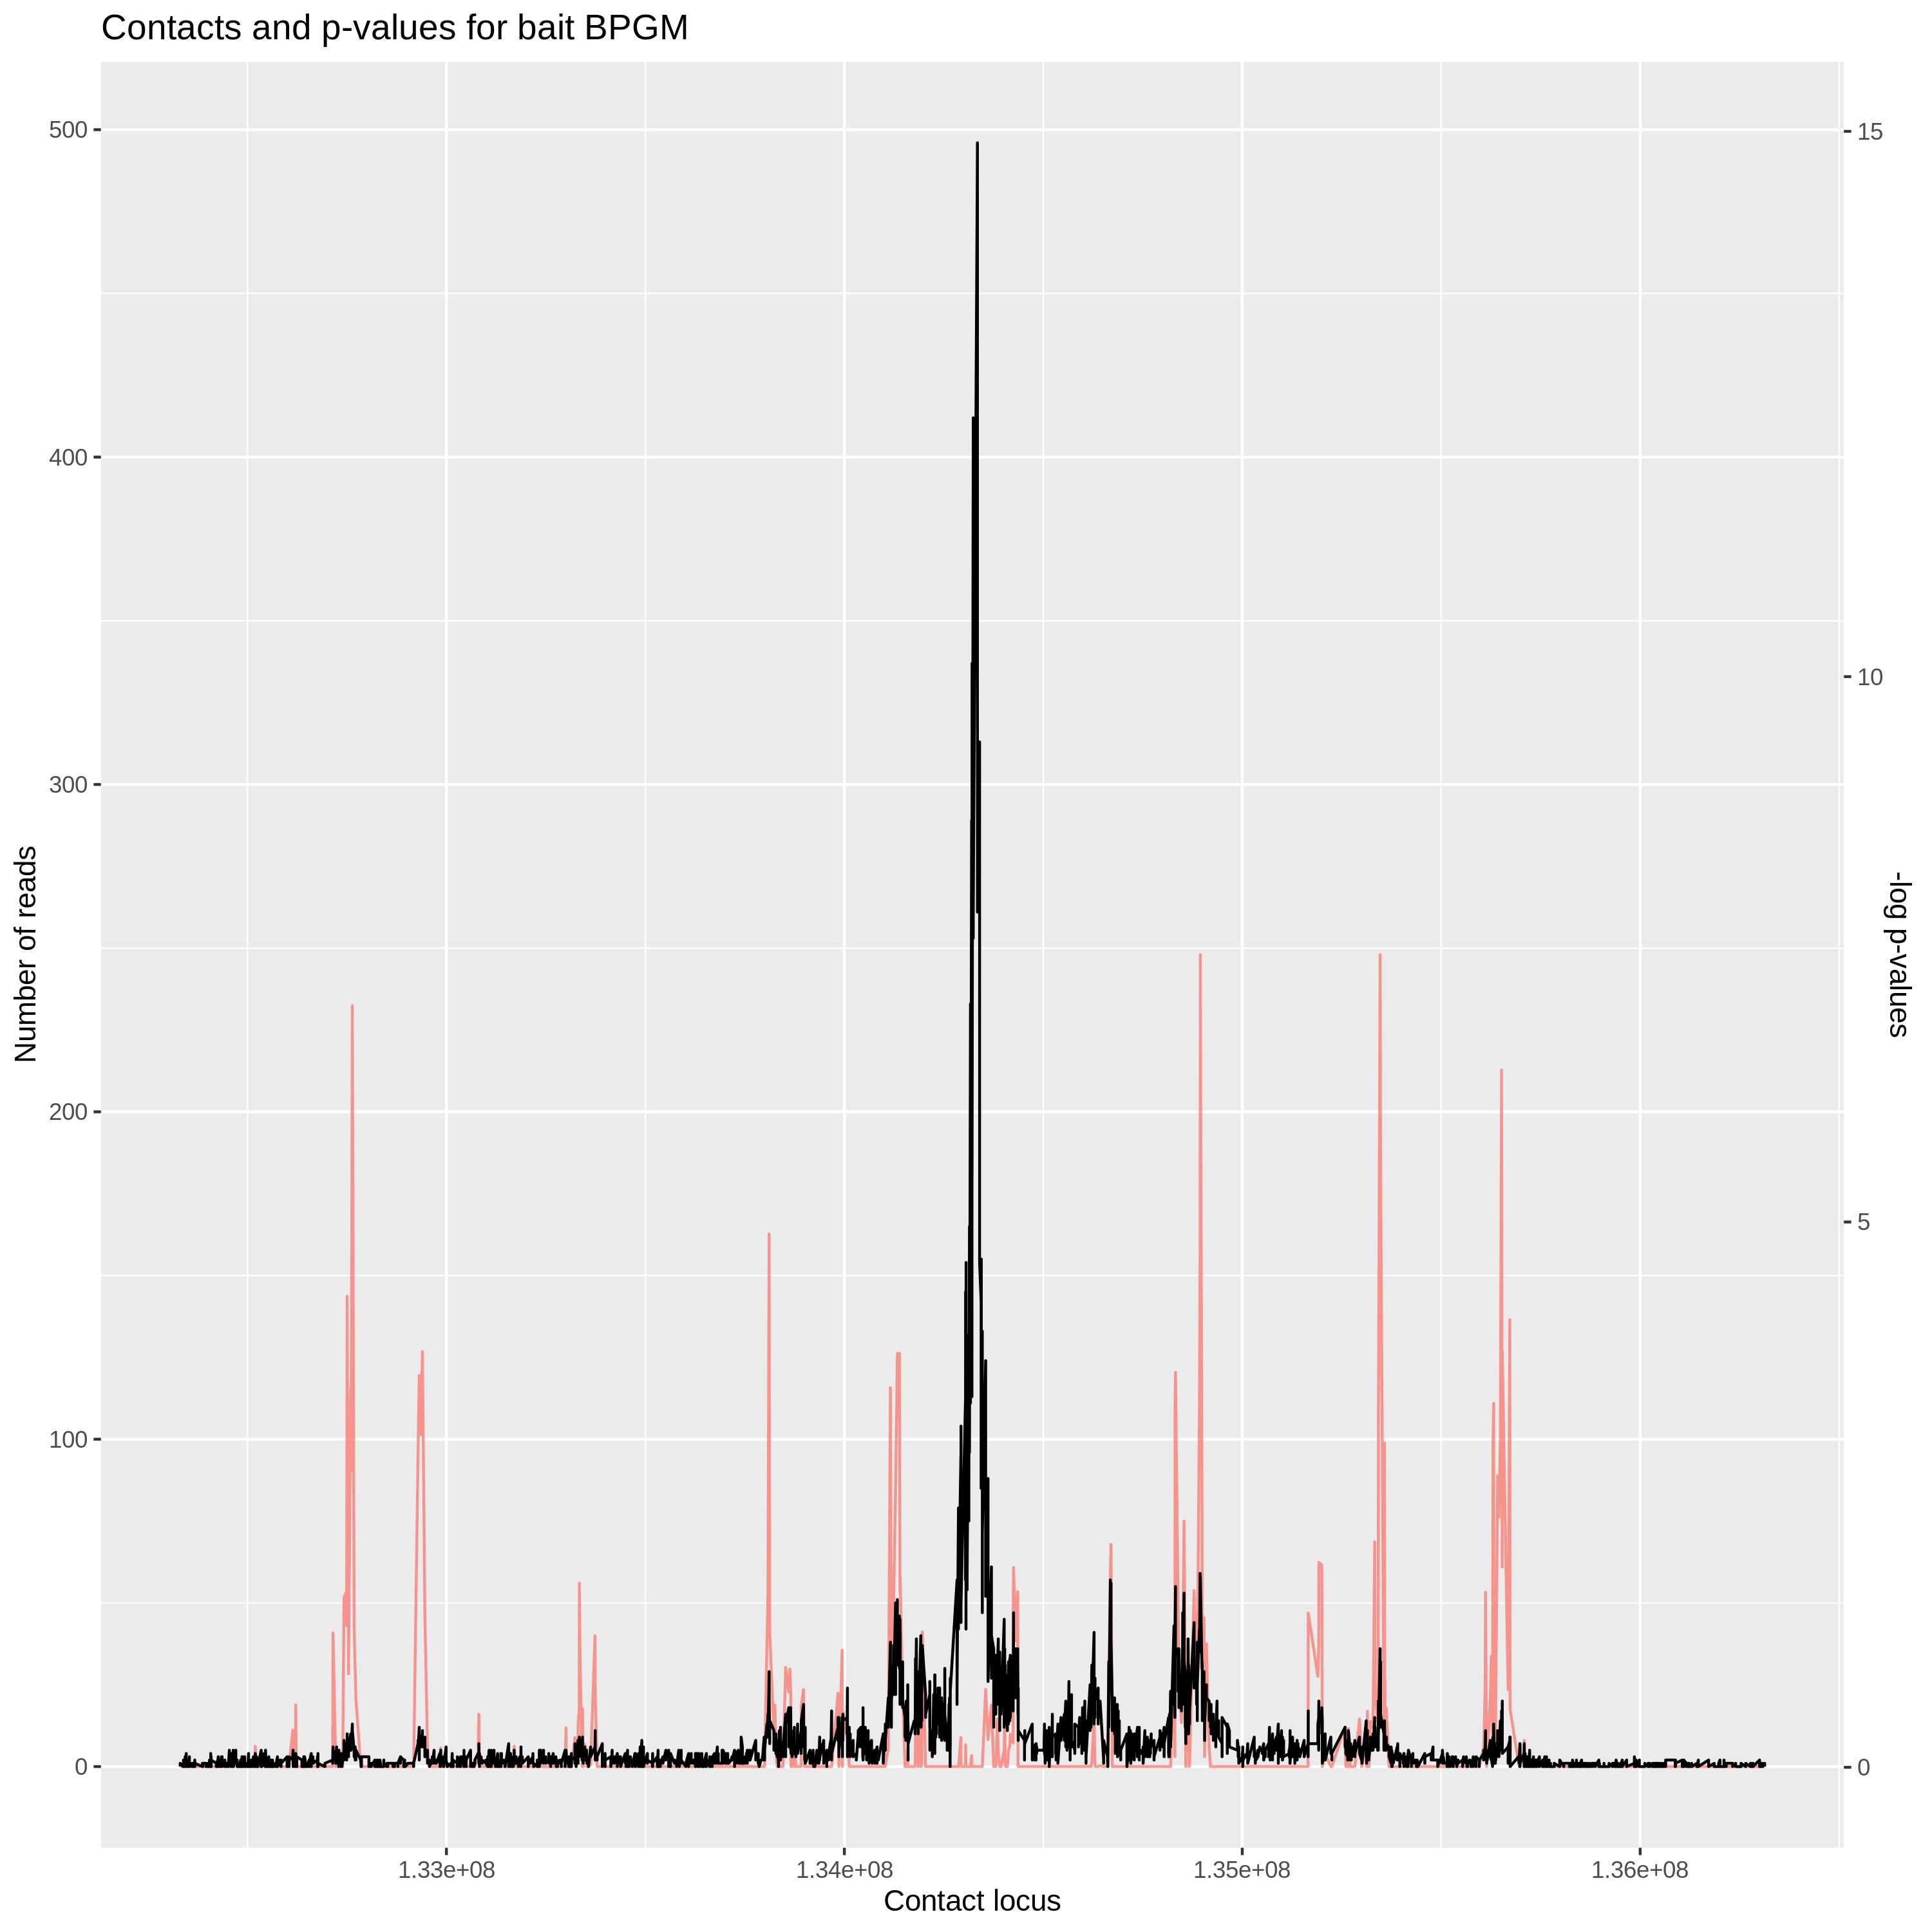 Contacts and p-values for bait BPGM
500
400
300
200
100
0
Number of reads
15
10
5
0
-log p-values
1.33e+08
1.34e+08
1.35e+08
1.36e+08
Contact locus